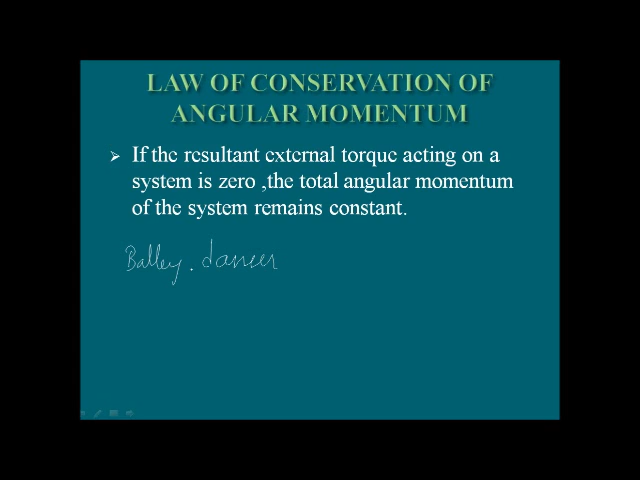 LAW OF CONSERVATION OF
ANGULAR MOMENTUM
➢ If the resultant external torque acting on a
system is zero ,the total angular momentum
of the system remains constant.
Balley . dancer